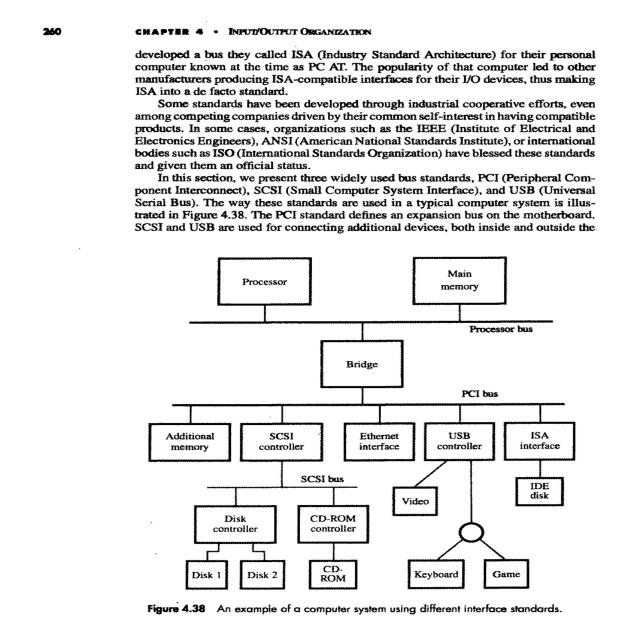 260 CHAPTER 4 • INPUT/OUTPUT ORGANIZATION
developed a bus they called ISA (Industry Standard Architecture) for their personal
computer known at the time as PC AT. The popularity of that computer led to other
manufacturers producing ISA-compatible interfaces for their I/O devices, thus making
ISA into a de facto standard.
Some standards have been developed through industrial cooperative efforts, even
among competing companies driven by their common self-interest in having compatible
products. In some cases, organizations such as the IEEE (Institute of Electrical and
Electronics Engineers), ANSI (American National Standards Institute), or international
bodies such as ISO (International Standards Organization) have blessed these standards
and given them an official status.
In this section, we present three widely used bus standards, PCI (Peripheral Com-
ponent Interconnect), SCSI (Small Computer System Interface), and USB (Universal
Serial Bus). The way these standards are used in a typical computer system is illus-
trated in Figure 4.38. The PCI standard defines an expansion bus on the motherboard.
SCSI and USB are used for connecting additional devices, both inside and outside the
Processor
Main
memory
Processor bus
Bridge
PCI bus
Additional
memory
SCSI
controller
Ethernet
interface
USB
controller
ISA
interface
SCSI bus
Video
IDE
disk
Disk
controller
CD-ROM
controller
Disk 1
Disk 2
CD-
ROM
Keyboard
Game
Figure 4.38 An example of a computer system using different interface standards.